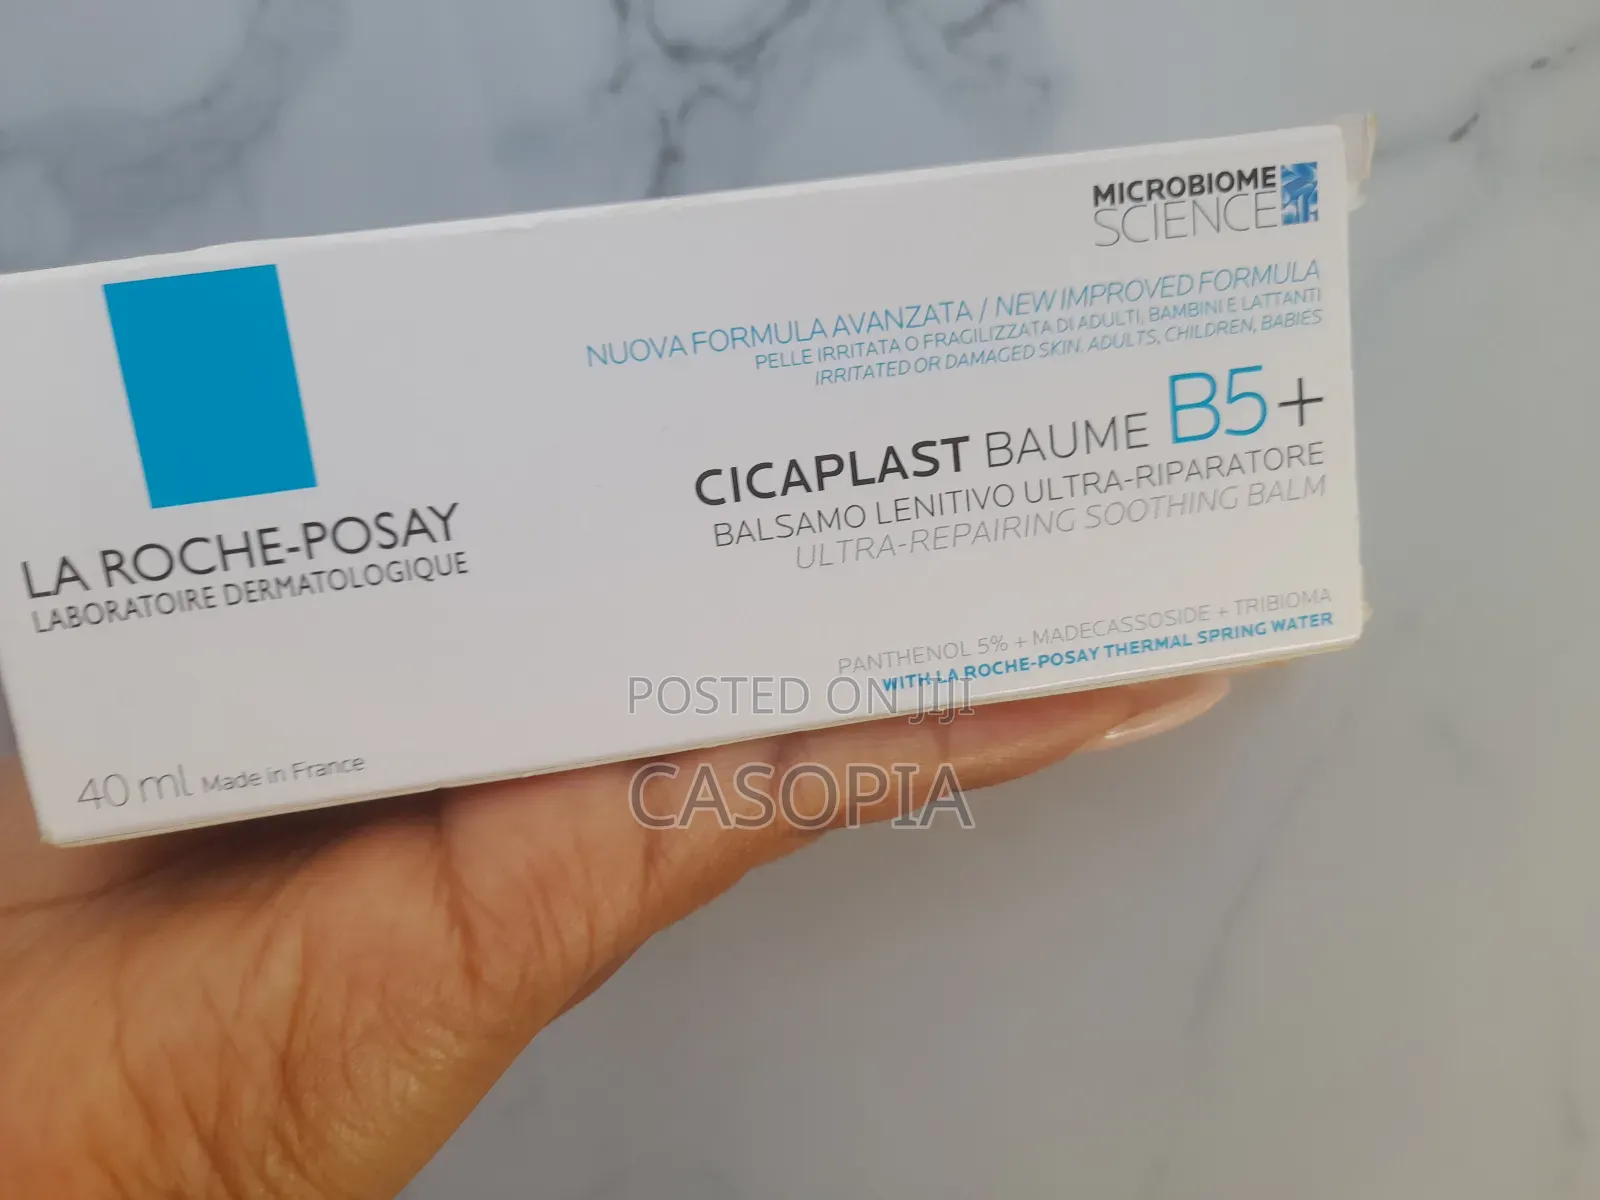 MICROBIOME
SCIENCE
NUOVA FORMULA AVANZATA / NEW IMPROVED FORMULA
PELLE IRRITATA O FRAGILIZZATA DI ADULTI, BAMBINI E LATTANTI
IRRITATED OR DAMAGED SKIN. ADULTS, CHILDREN, BABIES
CICAPLAST BAUME B5+
BALSAMO LENITIVO ULTRA-RIPARATORE
ULTRA-REPAIRING SOOTHING BALM
LA ROCHE-POSAY
LABORATOIRE DERMATOLOGIQUE
PANTHENOL 5% + MADECASSOSIDE + TRIBIOMA
WITH LA ROCHE-POSAY THERMAL SPRING WATER
40 ml Made in France
POSTED ON JIJI
CASOPIA